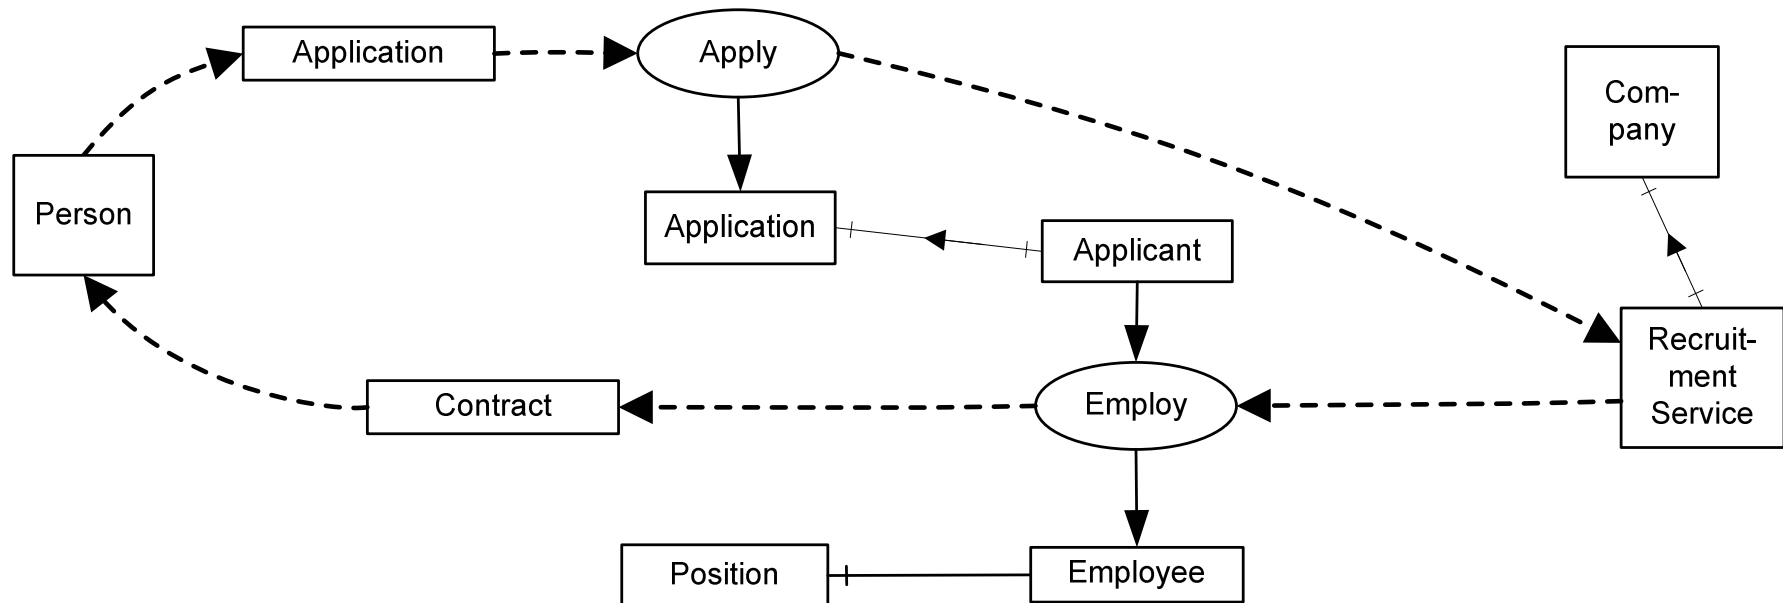 Application
Apply
Com-
pany
Person
Application
Applicant
Recruit-
ment
Service
Contract
Employ
Position
Employee